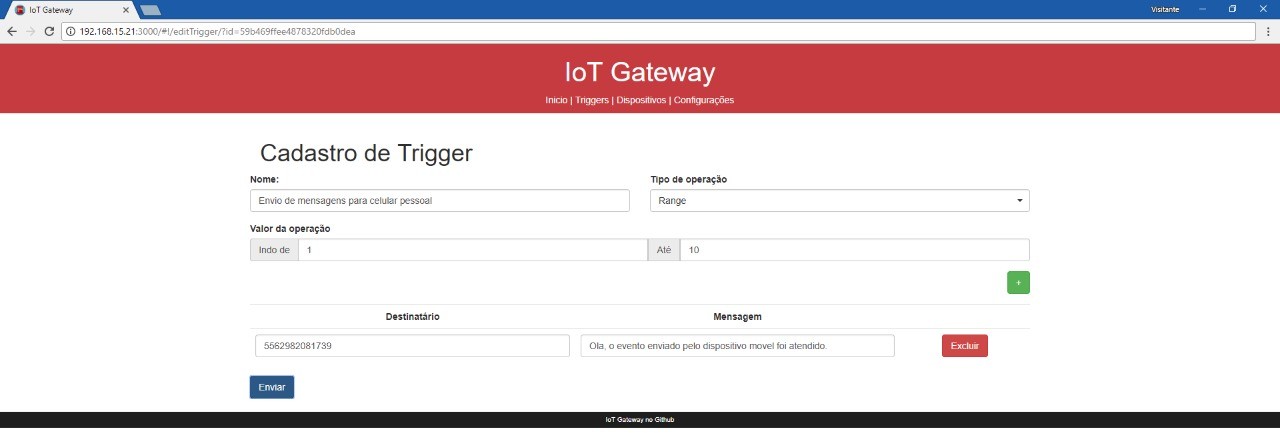 IoT Gateway
Visitante
192.168.15.21:3000/#!/editTrigger/?id=59b469ffee4878320fdb0dea
IoT Gateway
Inicio | Triggers | Dispositivos | Configurações
Cadastro de Trigger
Nome:
Tipo de operação
Envio de mensagens para celular pessoal
Range
Valor da operação
Indo de 1 Até 10
+
Destinatário Mensagem
5562982081739 Ola, o evento enviado pelo dispositivo movel foi atendido. Excluir
Enviar
IoT Gateway no Github